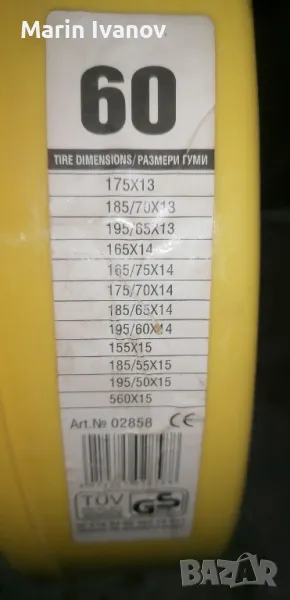 Marin Ivanov
60
TIRE DIMENSIONS/РАЗМЕРИ ГУМИ
175X13
185/70X13
195/65X13
165X14
165/75X14
175/70X14
185/65X14
195/60X14
155X15
185/55X15
195/50X15
560X15
Art.№ 02858 CE
TÜV GS
БАZАР